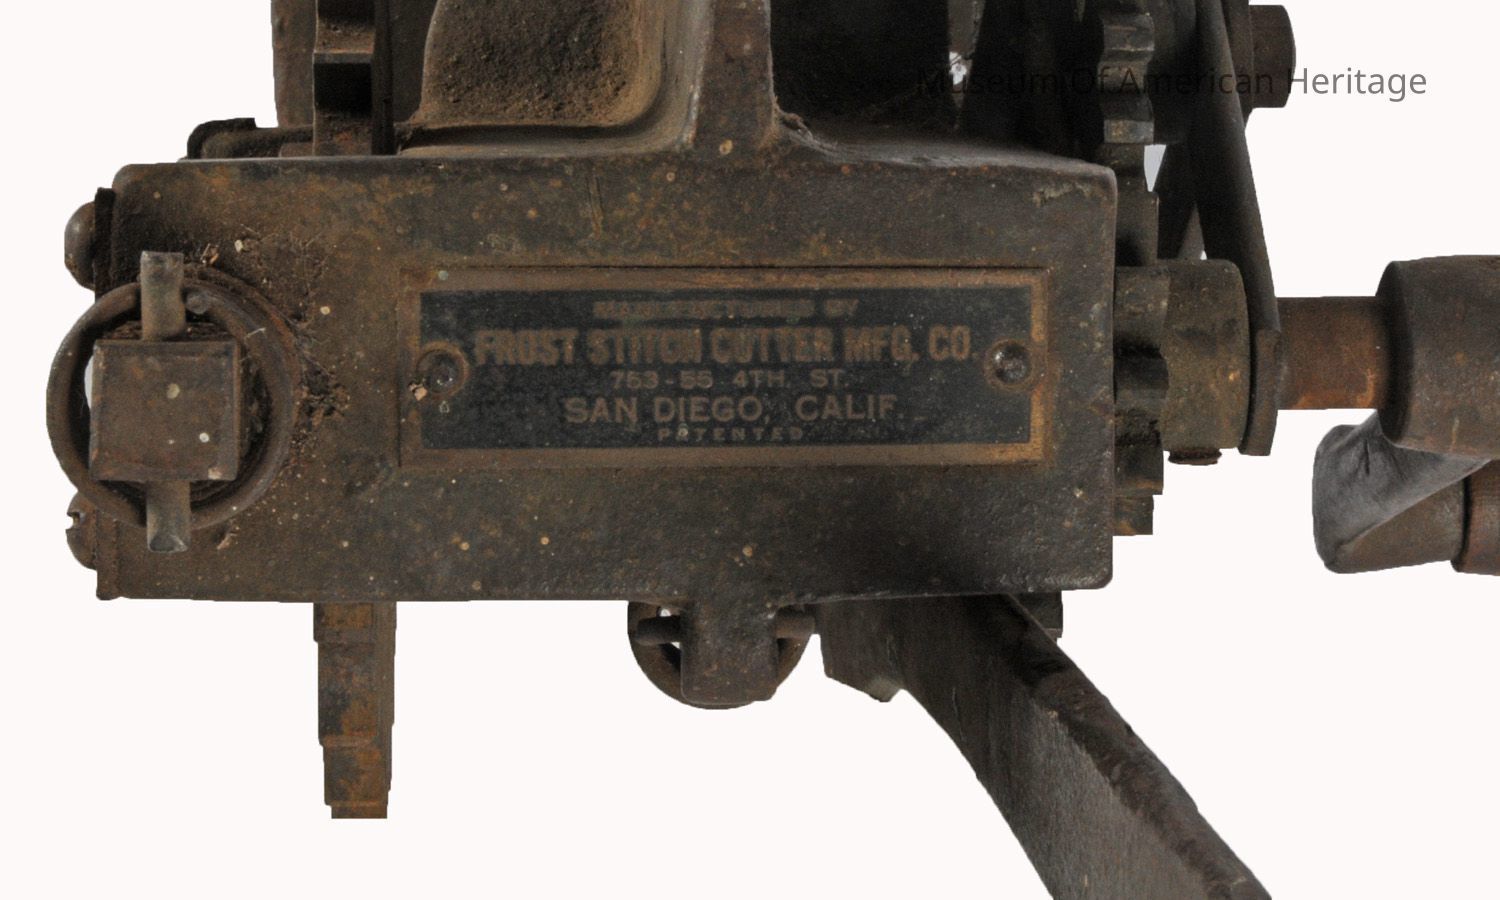 Museum Of American Heritage
MANUFACTURED BY
FROST STITCH CUTTER MFG. CO.
753-55 4TH. ST.
SAN DIEGO, CALIF.
PATENTED